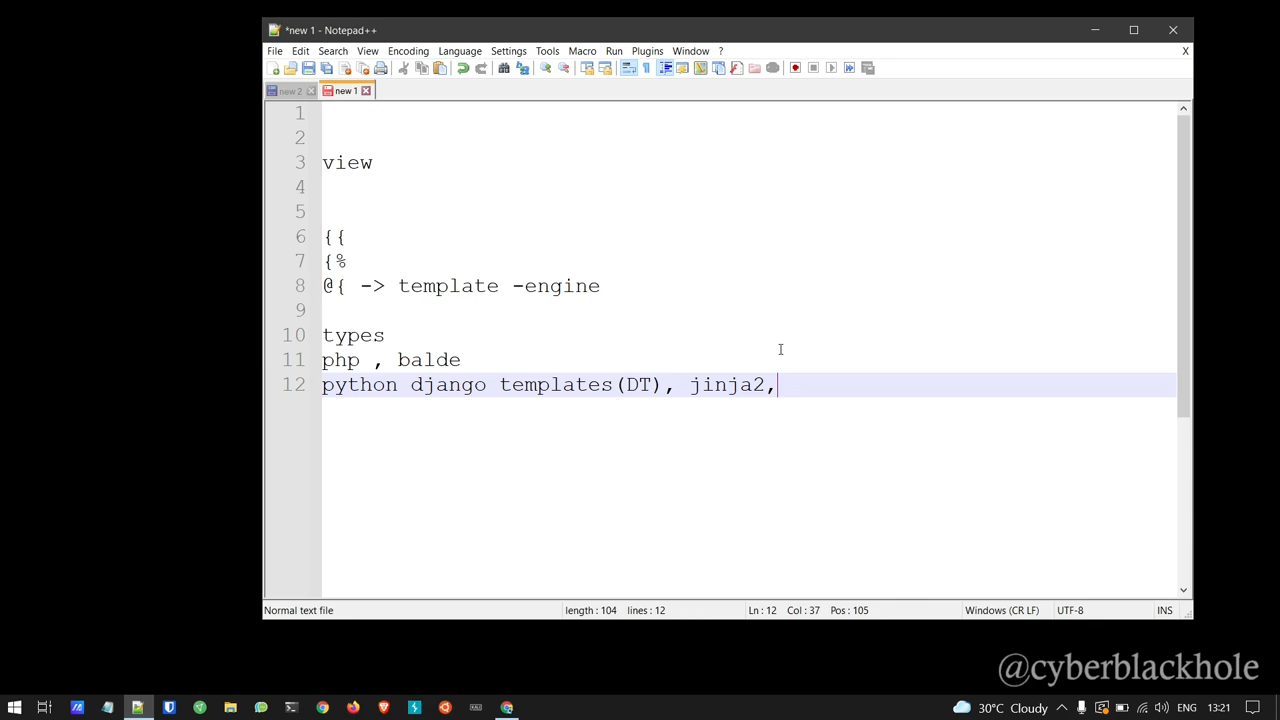 *new 1 - Notepad++
File Edit Search View Encoding Language Settings Tools Macro Run Plugins Window ? X
new 2 new 1
1
2
3 view
4
5
6 {{
7 {%
8 @{ -> template -engine
9
10 types
11 php , balde
12 python django templates(DT), jinja2,
Normal text file length : 104 lines : 12 Ln : 12 Col : 37 Pos : 105 Windows (CR LF) UTF-8 INS
@cyberblackhole
30°C Cloudy ENG 13:21